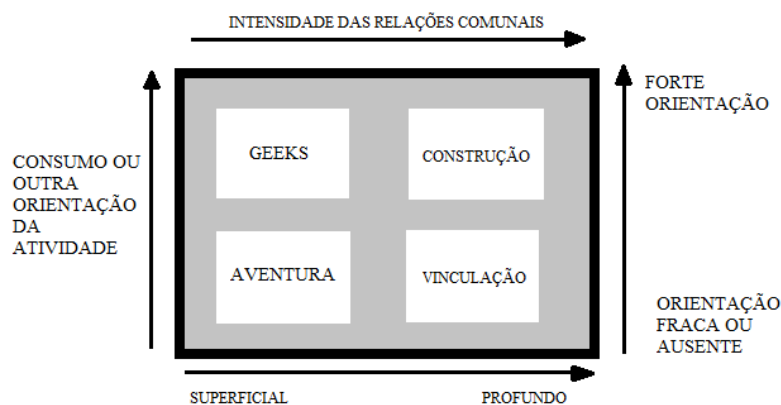 INTENSIDADE DAS RELAÇÕES COMUNAIS
FORTE
ORIENTAÇÃO
CONSUMO OU
OUTRA
ORIENTAÇÃO
DA
ATIVIDADE
GEEKS
CONSTRUÇÃO
AVENTURA
VINCULAÇÃO
ORIENTAÇÃO
FRACA OU
AUSENTE
SUPERFICIAL
PROFUNDO